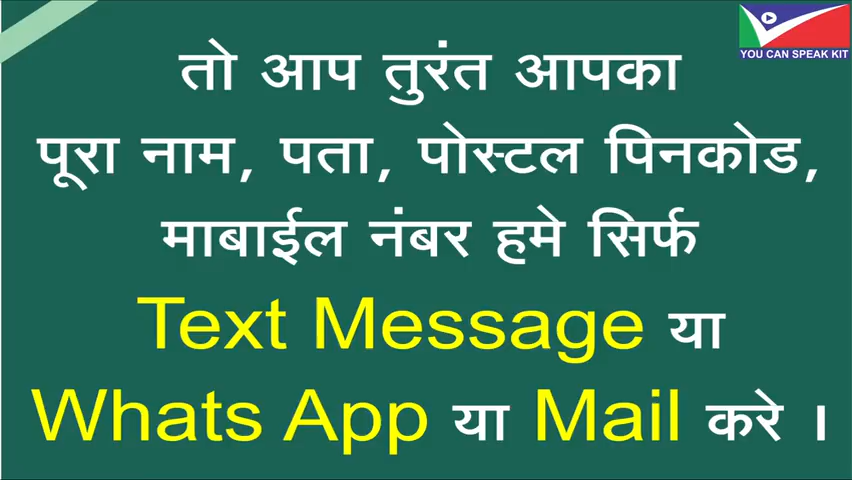 YOU CAN SPEAK KIT
तो आप तुरंत आपका
पूरा नाम, पता, पोस्टल पिनकोड,
माबाईल नंबर हमे सिर्फ
Text Message या
Whats App या Mail करे ।